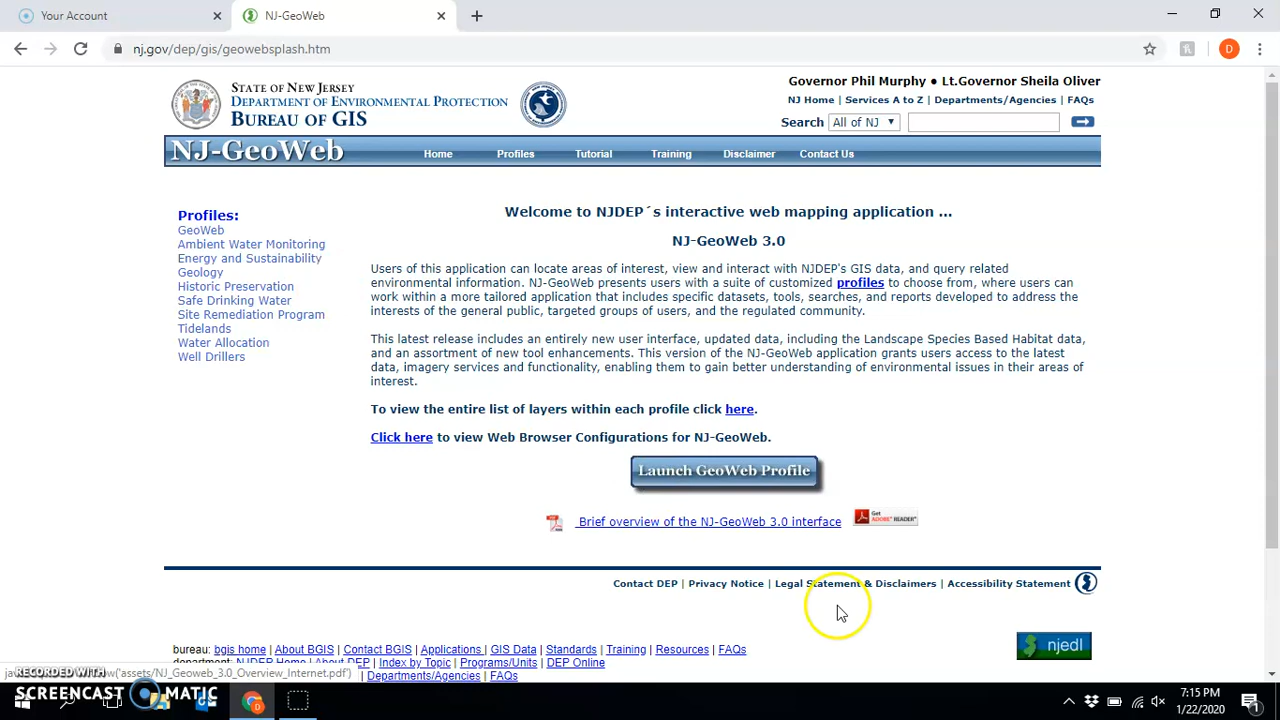 Your Account
NJ-GeoWeb
nj.gov/dep/gis/geowebsplash.htm
D
STATE OF NEW JERSEY
DEPARTMENT OF ENVIRONMENTAL PROTECTION
BUREAU OF GIS
Governor Phil Murphy ● Lt.Governor Sheila Oliver
NJ Home | Services A to Z | Departments/Agencies | FAQs
Search All of NJ
NJ-GeoWeb Home Profiles Tutorial Training Disclaimer Contact Us
Profiles:
GeoWeb
Ambient Water Monitoring
Energy and Sustainability
Geology
Historic Preservation
Safe Drinking Water
Site Remediation Program
Tidelands
Water Allocation
Well Drillers
Welcome to NJDEP´s interactive web mapping application ...
NJ-GeoWeb 3.0
Users of this application can locate areas of interest, view and interact with NJDEP's GIS data, and query related
environmental information. NJ-GeoWeb presents users with a suite of customized profiles to choose from, where users can
work within a more tailored application that includes specific datasets, tools, searches, and reports developed to address the
interests of the general public, targeted groups of users, and the regulated community.
This latest release includes an entirely new user interface, updated data, including the Landscape Species Based Habitat data,
and an assortment of new tool enhancements. This version of the NJ-GeoWeb application grants users access to the latest
data, imagery services and functionality, enabling them to gain better understanding of environmental issues in their areas of
interest.
To view the entire list of layers within each profile click here.
Click here to view Web Browser Configurations for NJ-GeoWeb.
Launch GeoWeb Profile
Brief overview of the NJ-GeoWeb 3.0 interface
Get ADOBE® READER®
Contact DEP | Privacy Notice | Legal Statement & Disclaimers | Accessibility Statement
njedl
bureau: bgis home | About BGIS | Contact BGIS | Applications | GIS Data | Standards | Training | Resources | FAQs
department: NJDEP Home | About DEP | Index by Topic | Programs/Units | DEP Online
| Departments/Agencies | FAQs
('assets/NJ_Geoweb_3.0_Overview_Internet.pdf')
RECORDED WITH
SCREENCAST MATIC
D
7:15 PM
1/22/2020
1